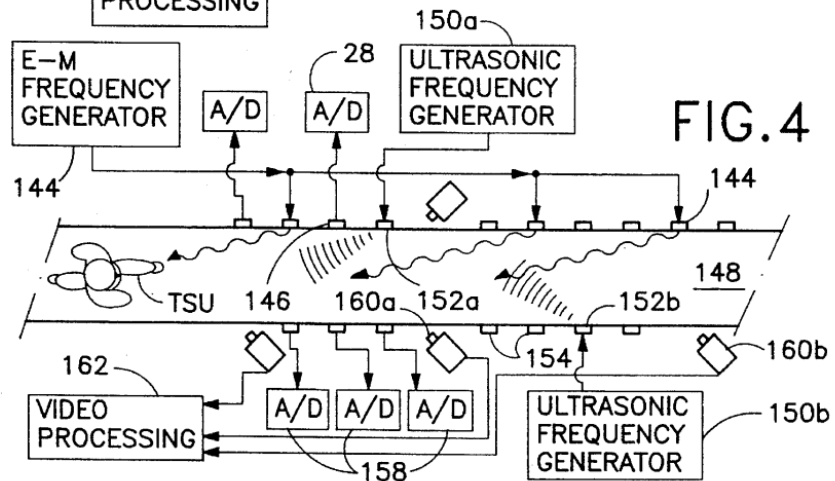 PROCESSING
150a
E-M
FREQUENCY
GENERATOR
28
A/D
A/D
ULTRASONIC
FREQUENCY
GENERATOR
FIG.4
144
144
TSU
146
152a
160a
152b
148
154
160b
162
VIDEO
PROCESSING
A/D
A/D
A/D
158
ULTRASONIC
FREQUENCY
GENERATOR
150b